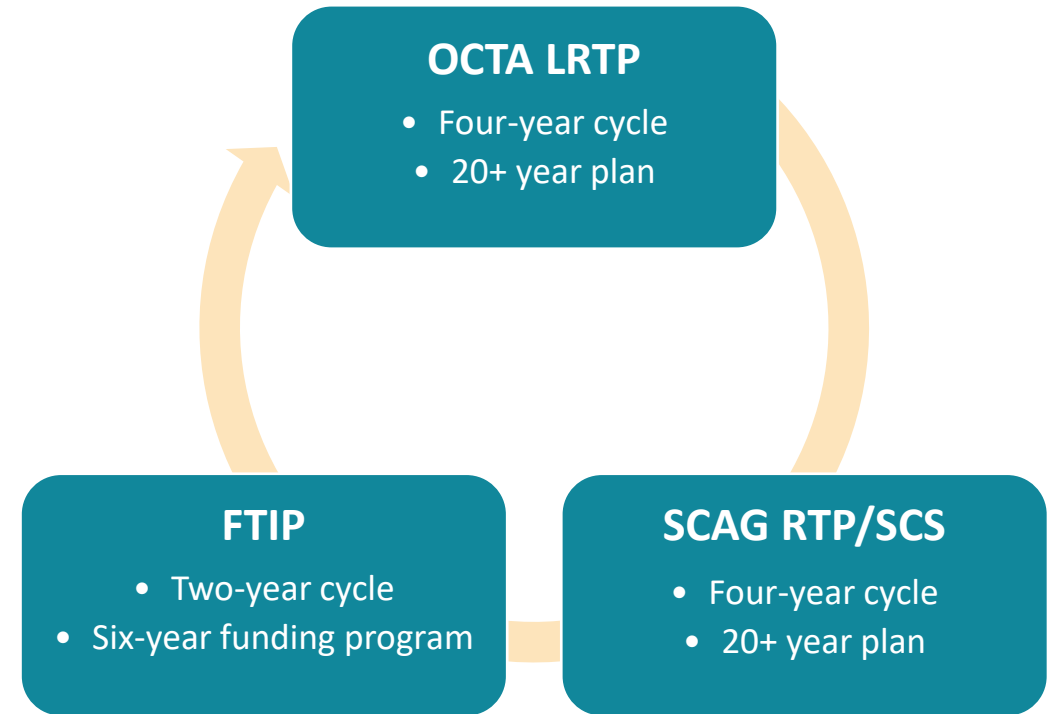 OCTA LRTP
• Four-year cycle
• 20+ year plan
FTIP
• Two-year cycle
• Six-year funding program
SCAG RTP/SCS
• Four-year cycle
• 20+ year plan